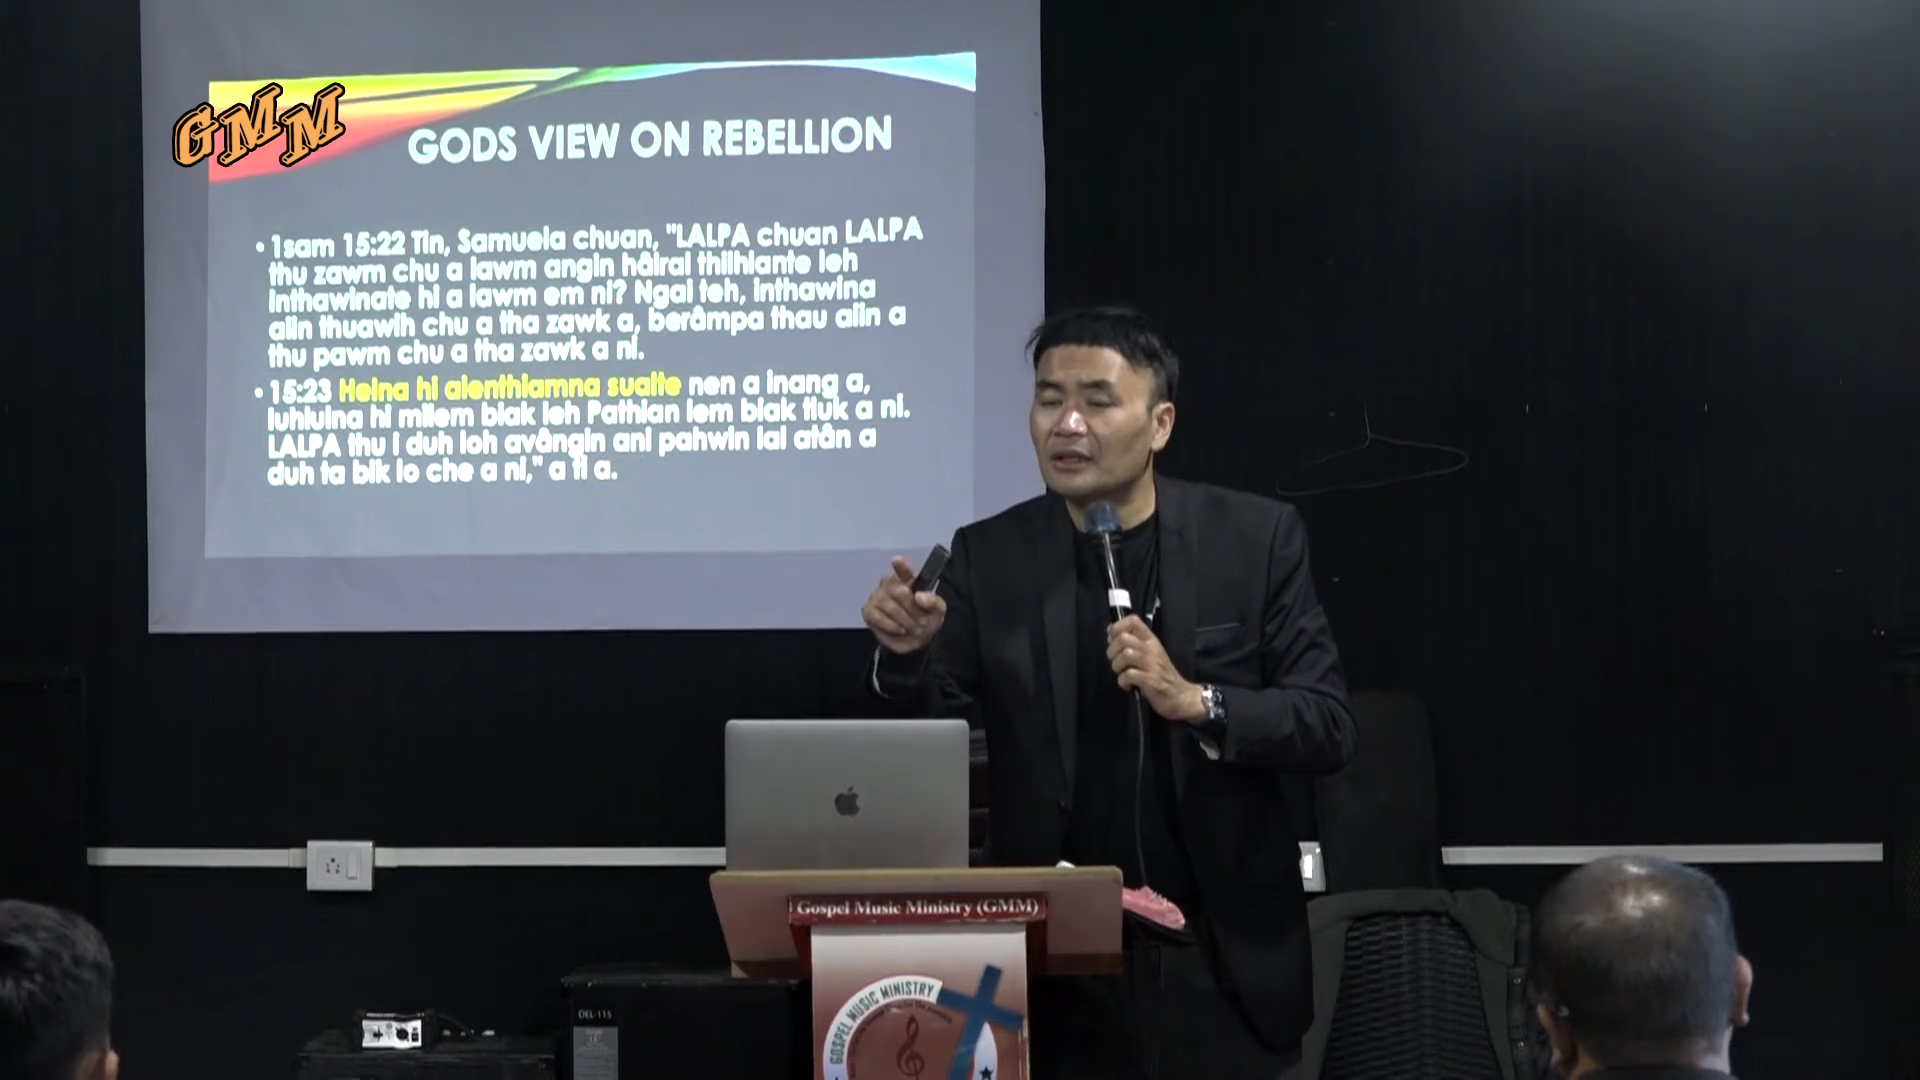 GMM
GODS VIEW ON REBELLION
• 1sam 15:22 Tin, Samuela chuan, "LALPA chuan LALPA
thu zawm chu a lawm angin hâlral thilhlante leh
inthawinate hi a lawm em ni? Ngai teh, inthawina
aiin thuawih chu a tha zawk a, berâmpa thau aiin a
thu pawm chu a tha zawk a ni.
• 15:23 Helna hi aienthiamna sualte nen a inang a,
luhlulna hi milem biak leh Pathian lem biak tluk a ni.
LALPA thu i duh loh avângin ani pahwin lal atân a
duh ta bik lo che a ni," a ti a.
Gospel Music Ministry (GMM)
GOSPEL MUSIC MINISTRY
DEL-115